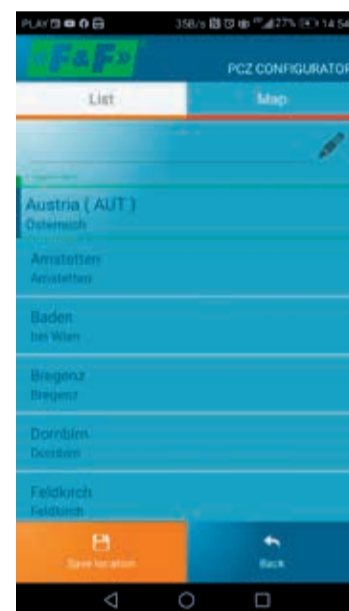 PLAY 35B/s 27% 14:54
«F&F»
PCZ CONFIGURATOR
List Map
Austria ( AUT )
Österreich
Amstetten
Amstetten
Baden
bei Wien
Bregenz
Bregenz
Dornbirn
Dornbirn
Feldkirch
Feldkirch
Save location Back